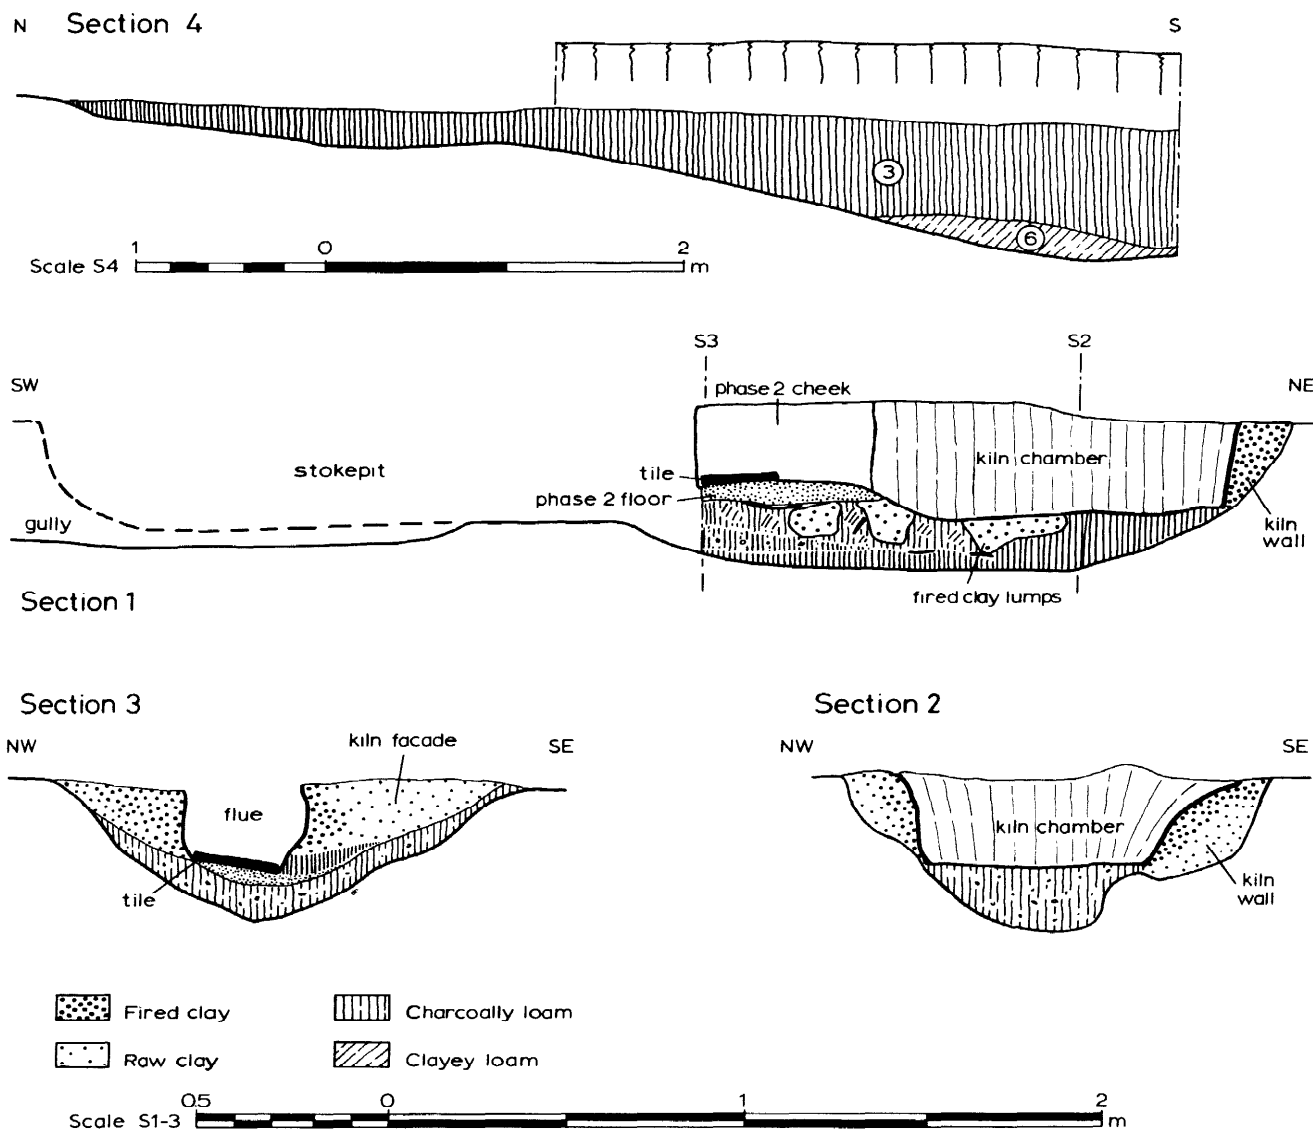 N Section 4 S
3
6
1 0 2
Scale S4 m
S3 S2
SW phase 2 cheek NE
stokepit tile kiln chamber
phase 2 floor
gully kiln
wall
fired clay lumps
Section 1
Section 3 Section 2
NW kiln facade SE NW SE
flue kiln chamber
tile kiln
wall
Fired clay Charcoally loam
Raw clay Clayey loam
0.5 0 1 2
Scale S1-3 m